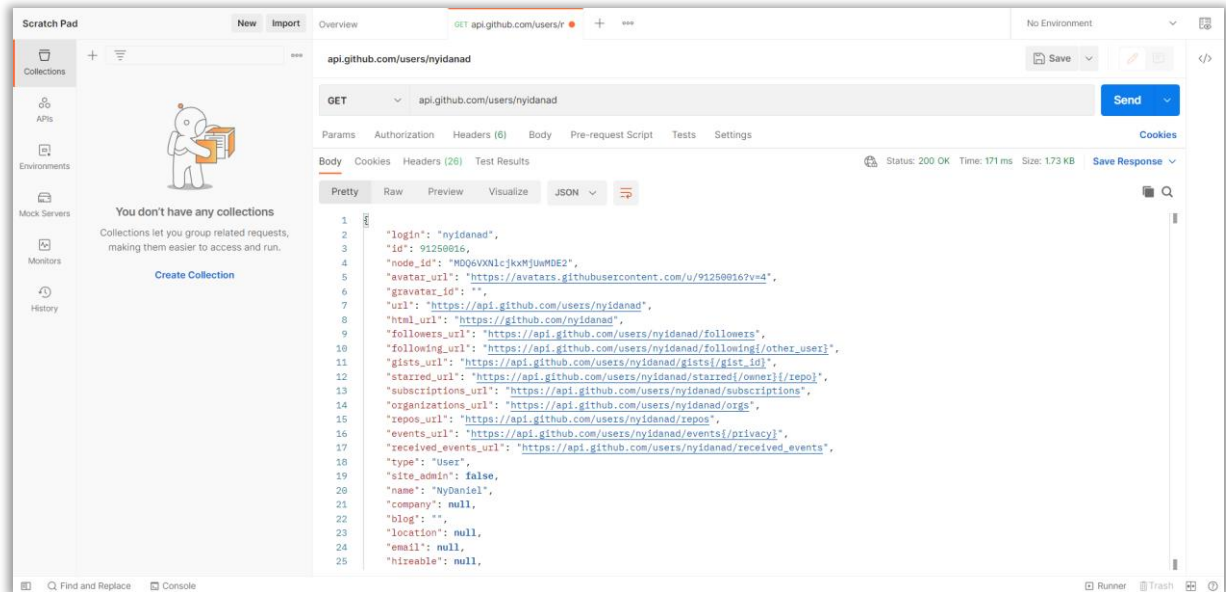 Scratch Pad New Import Overview GET api.github.com/users/r + ooo No Environment
Collections
APIs
Environments
Mock Servers
Monitors
History
You don't have any collections
Collections let you group related requests,
making them easier to access and run.
Create Collection
api.github.com/users/nyidanad Save
GET api.github.com/users/nyidanad Send
Params Authorization Headers (6) Body Pre-request Script Tests Settings Cookies
Body Cookies Headers (26) Test Results Status: 200 OK Time: 171 ms Size: 1.73 KB Save Response
Pretty Raw Preview Visualize JSON
1 {
2 "login": "nyidanad",
3 "id": 91250016,
4 "node_id": "MDQ6VXNlcjkxMjUwMDE2",
5 "avatar_url": "https://avatars.githubusercontent.com/u/91250016?v=4",
6 "gravatar_id": "",
7 "url": "https://api.github.com/users/nyidanad",
8 "html_url": "https://github.com/nyidanad",
9 "followers_url": "https://api.github.com/users/nyidanad/followers",
10 "following_url": "https://api.github.com/users/nyidanad/following{/other_user}",
11 "gists_url": "https://api.github.com/users/nyidanad/gists{/gist_id}",
12 "starred_url": "https://api.github.com/users/nyidanad/starred{/owner}{/repo}",
13 "subscriptions_url": "https://api.github.com/users/nyidanad/subscriptions",
14 "organizations_url": "https://api.github.com/users/nyidanad/orgs",
15 "repos_url": "https://api.github.com/users/nyidanad/repos",
16 "events_url": "https://api.github.com/users/nyidanad/events{/privacy}",
17 "received_events_url": "https://api.github.com/users/nyidanad/received_events",
18 "type": "User",
19 "site_admin": false,
20 "name": "NyDaniel",
21 "company": null,
22 "blog": "",
23 "location": null,
24 "email": null,
25 "hireable": null,
Find and Replace Console Runner Trash